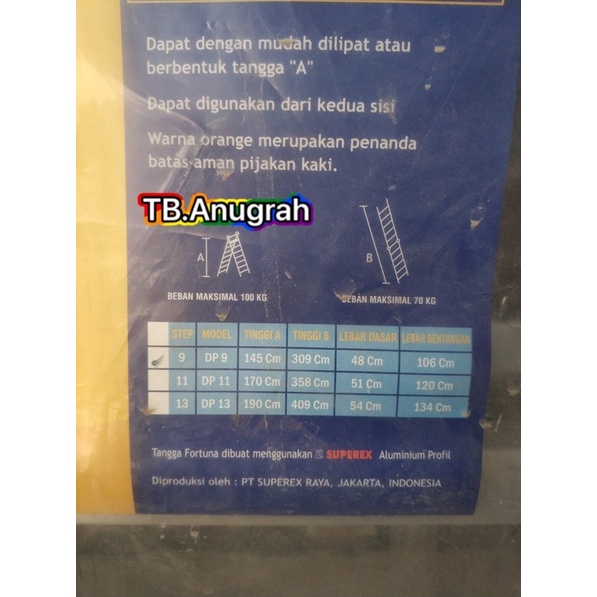 Dapat dengan mudah dilipat atau
berbentuk tangga "A"
Dapat digunakan dari kedua sisi
Warna orange merupakan penanda
batas aman pijakan kaki.
TB.Anugrah
A
B
BEBAN MAKSIMAL 100 KG
BEBAN MAKSIMAL 70 KG
STEP MODEL TINGGI A TINGGI B LEBAR DASAR LEBAR BENTANGAN
9 DP 9 145 Cm 309 Cm 48 Cm 106 Cm
11 DP 11 170 Cm 358 Cm 51 Cm 120 Cm
13 DP 13 190 Cm 409 Cm 54 Cm 134 Cm
Tangga Fortuna dibuat menggunakan SUPEREX Aluminium Profil
Diproduksi oleh : PT SUPEREX RAYA, JAKARTA, INDONESIA